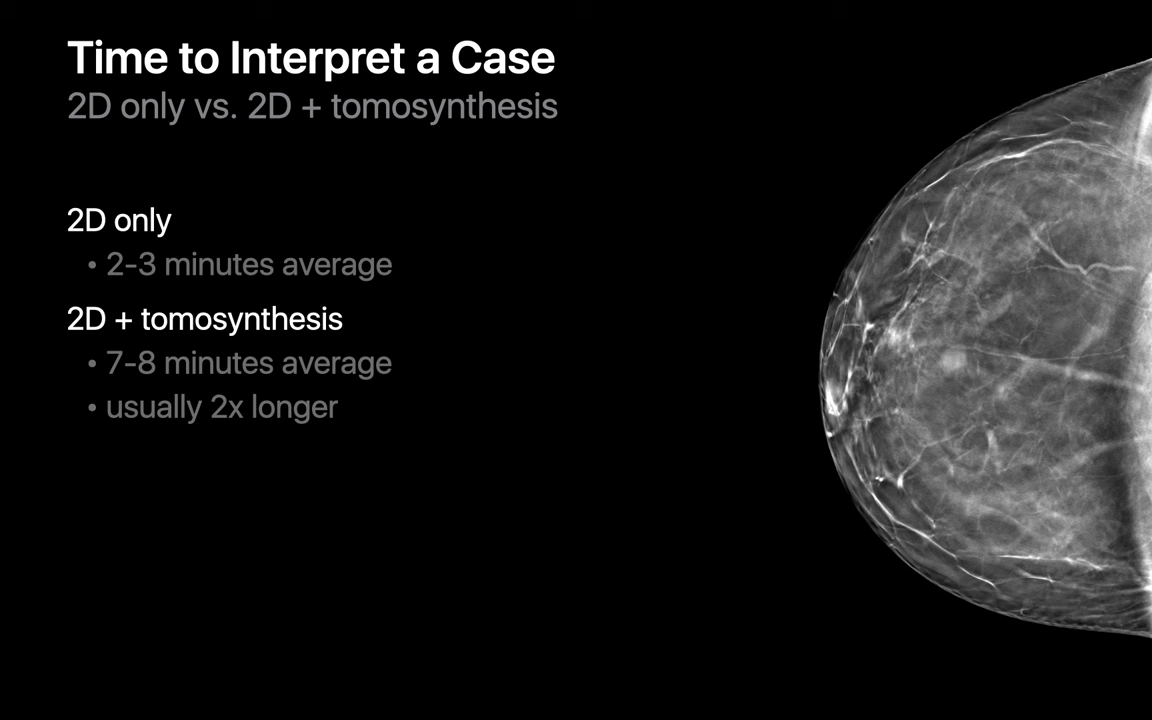 Time to Interpret a Case
2D only vs. 2D + tomosynthesis
2D only
• 2-3 minutes average
2D + tomosynthesis
• 7-8 minutes average
• usually 2x longer